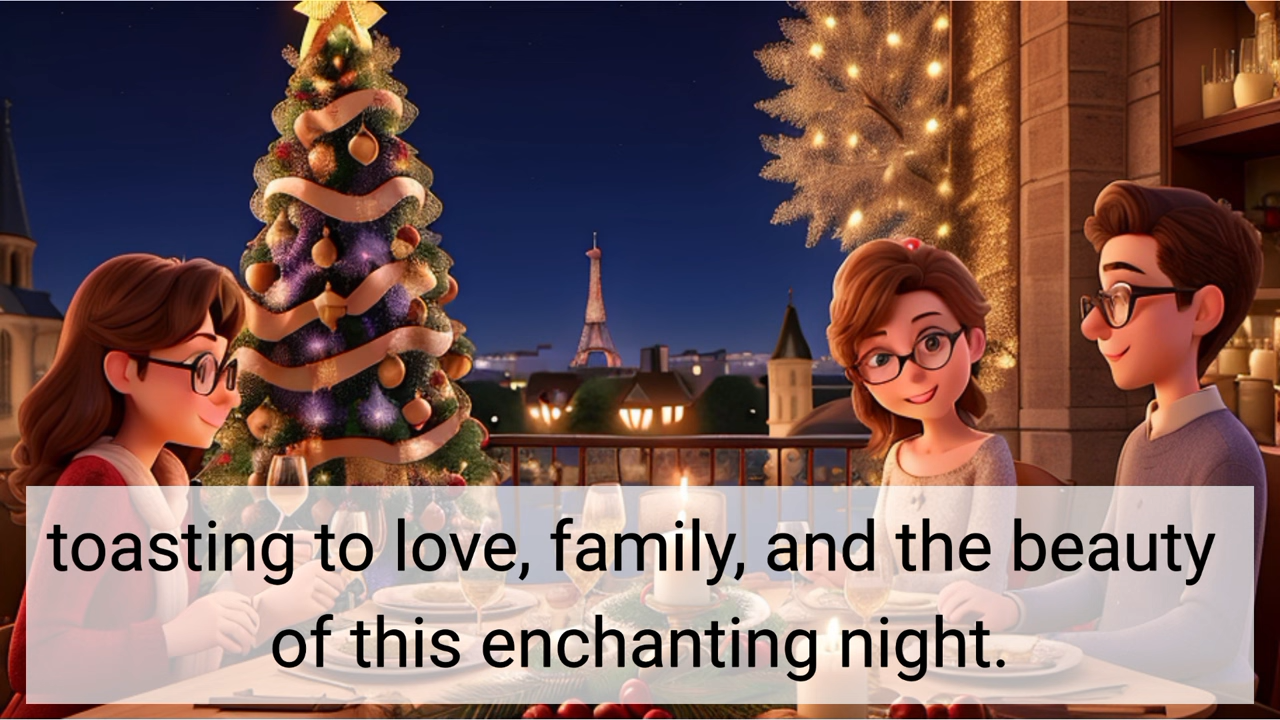 toasting to love, family, and the beauty
of this enchanting night.